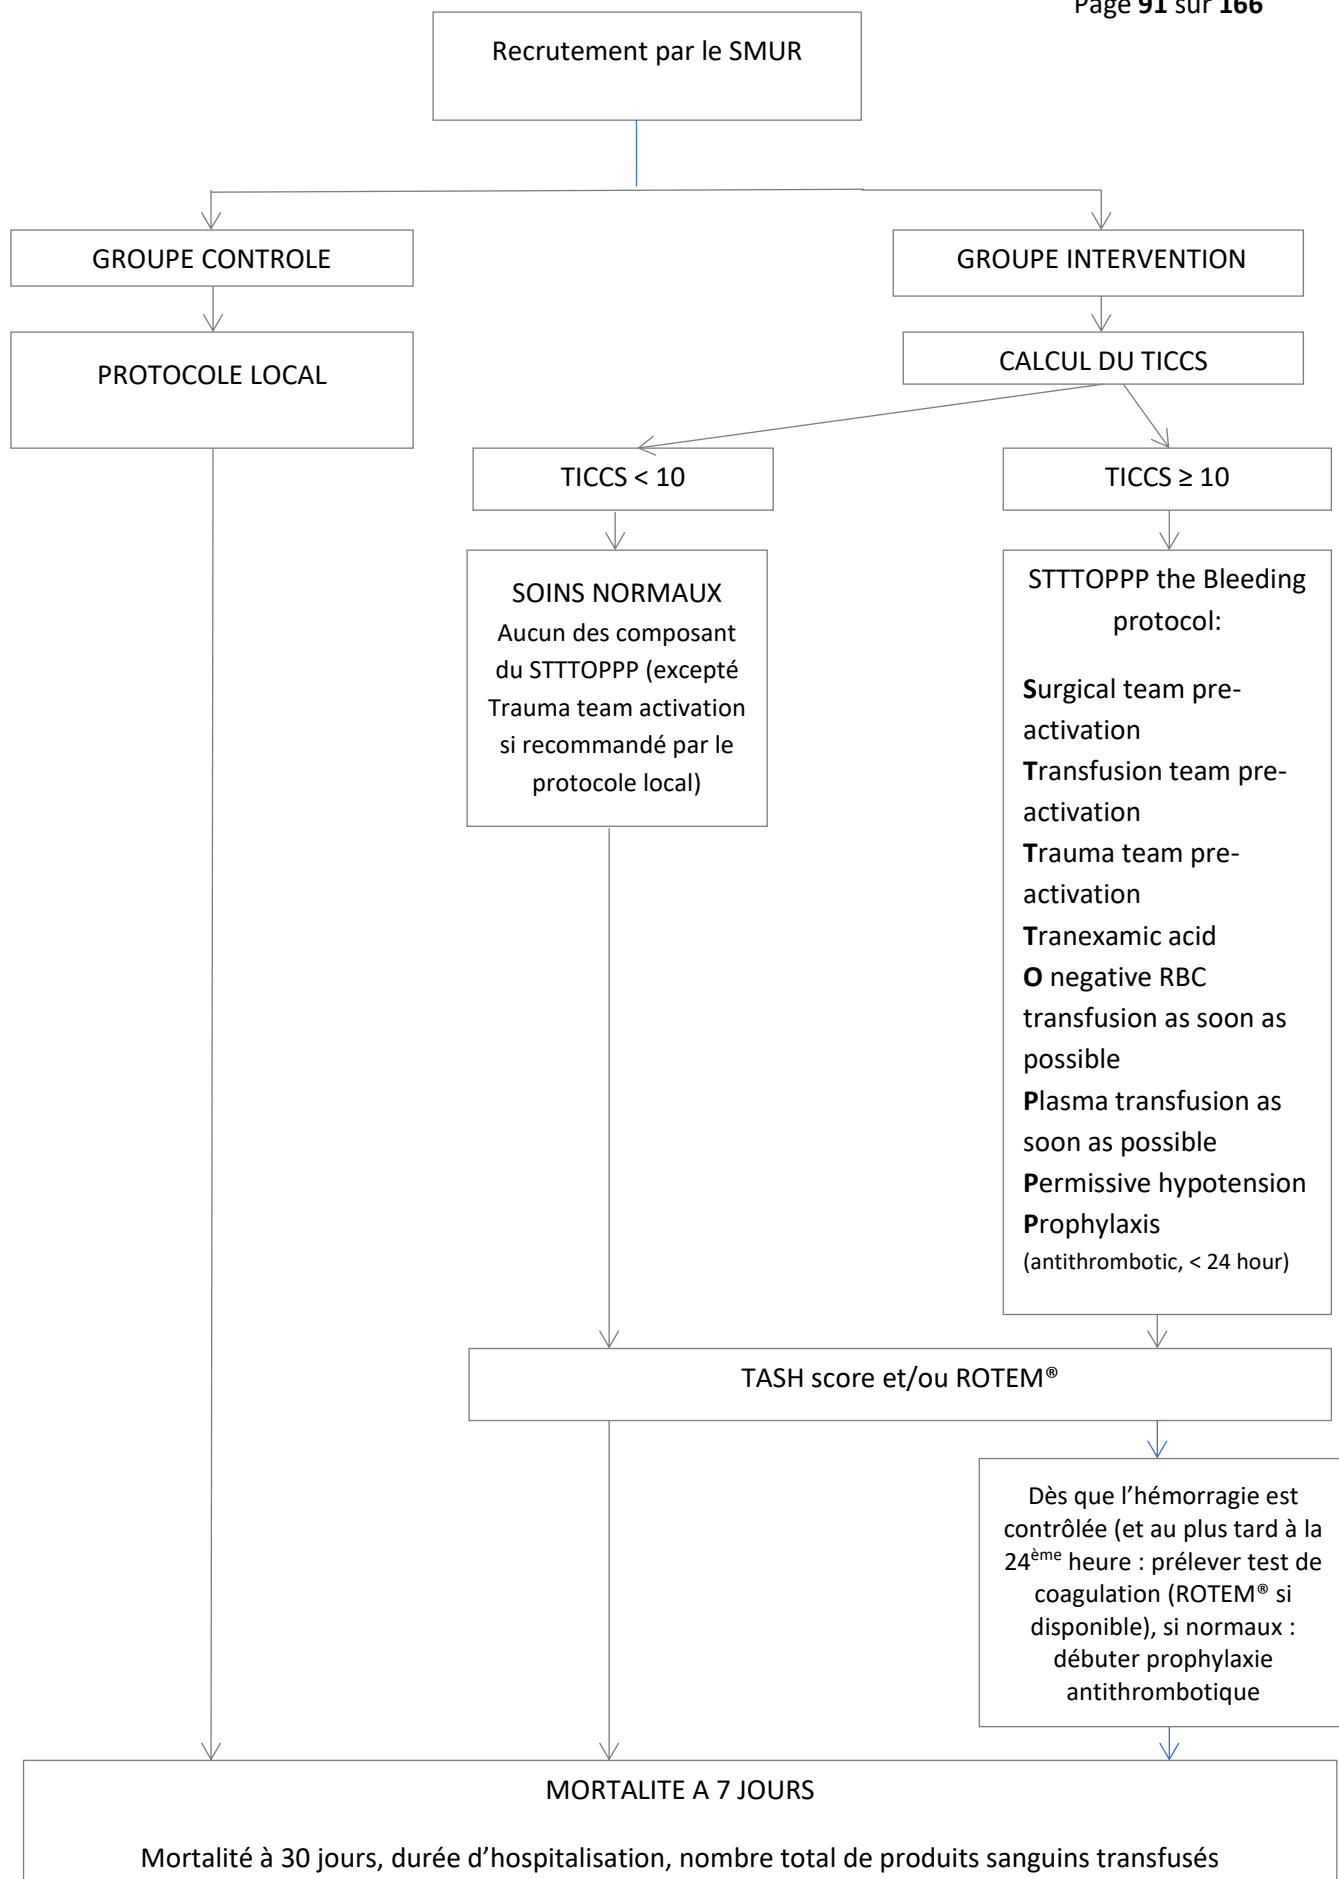 Page 91 sur 166
Recrutement par le SMUR
GROUPE CONTROLE
GROUPE INTERVENTION
PROTOCOLE LOCAL
CALCUL DU TICCS
TICCS < 10
TICCS ≥ 10
SOINS NORMAUX
Aucun des composant
du STTTOPPP (excepté
Trauma team activation
si recommandé par le
protocole local)
STTTOPPP the Bleeding
protocol:
Surgical team pre-
activation
Transfusion team pre-
activation
Trauma team pre-
activation
Tranexamic acid
O negative RBC
transfusion as soon as
possible
Plasma transfusion as
soon as possible
Permissive hypotension
Prophylaxis
(antithrombotic, < 24 hour)
TASH score et/ou ROTEM®
Dès que l’hémorragie est
contrôlée (et au plus tard à la
24ème heure : prélever test de
coagulation (ROTEM® si
disponible), si normaux :
débuter prophylaxie
antithrombotique
MORTALITE A 7 JOURS
Mortalité à 30 jours, durée d’hospitalisation, nombre total de produits sanguins transfusés